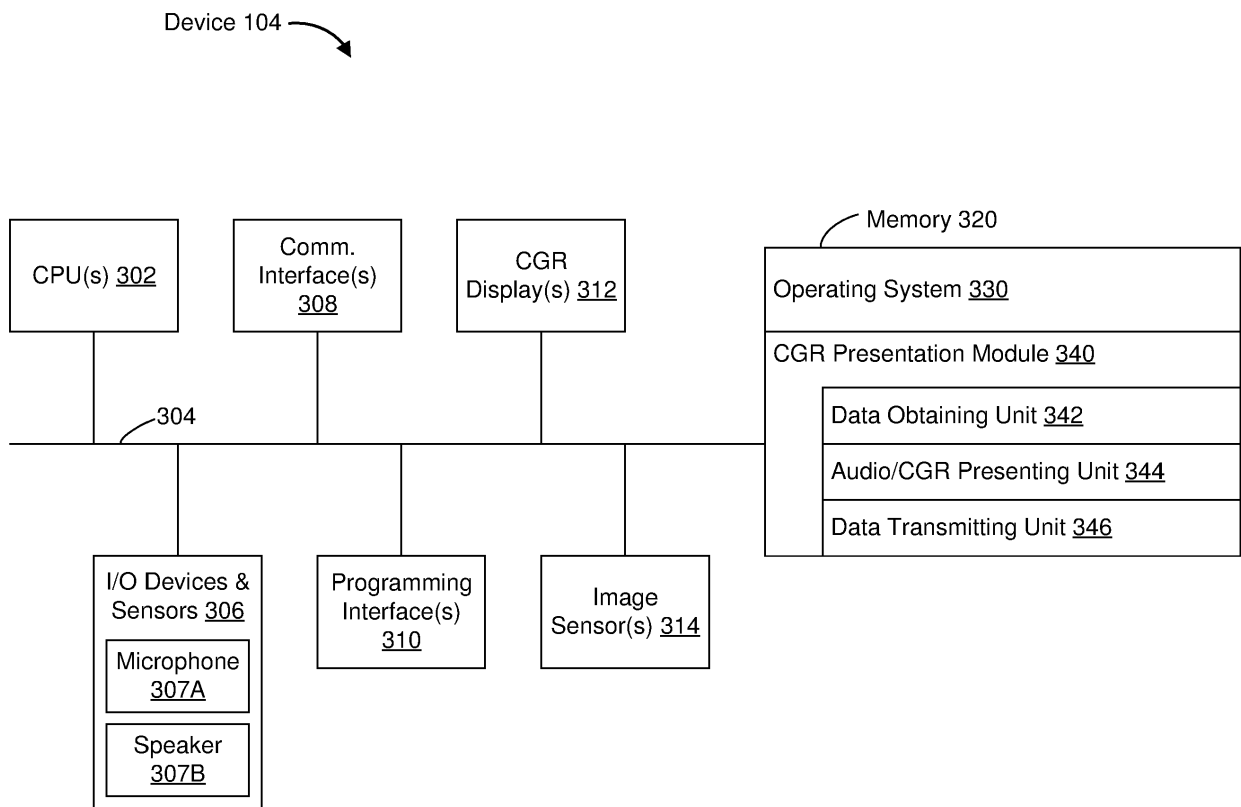 Device 104
CPU(s) 302
Comm.
Interface(s)
308
CGR
Display(s) 312
Memory 320
Operating System 330
CGR Presentation Module 340
Data Obtaining Unit 342
Audio/CGR Presenting Unit 344
Data Transmitting Unit 346
304
I/O Devices &
Sensors 306
Microphone
307A
Speaker
307B
Programming
Interface(s)
310
Image
Sensor(s) 314